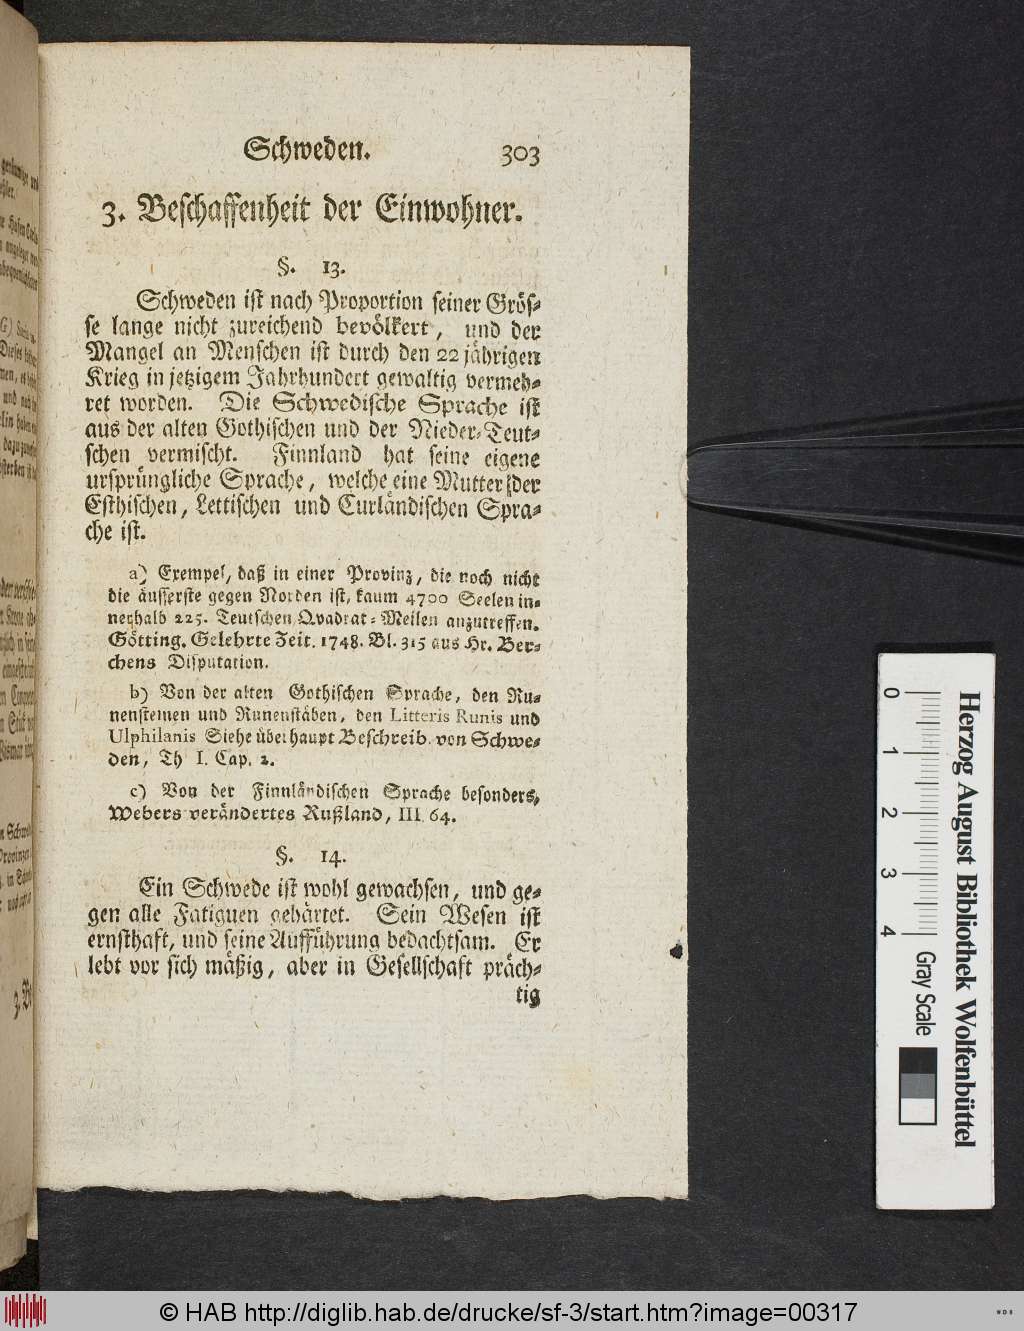 Schweden. 303
3. Beschaffenheit der Einwohner.
§. 13.
Schweden ist nach Proportion seiner Grös-
se lange nicht zureichend bevölkert, und der
Mangel an Menschen ist durch den 22 jährigen
Krieg in jetzigem Jahrhundert gewaltig vermeh-
ret worden. Die Schwedische Sprache ist
aus der alten Gothischen und der Nieder-Teut-
schen vermischt. Finnland hat seine eigene
ursprüngliche Sprache, welche eine Mutter der
Esthischen, Lettischen und Curländischen Spra-
che ist.
a) Exempel, daß in einer Provinz, die noch nicht
die äusserste gegen Norden ist, kaum 4700 Seelen in-
nerhalb 225. Teutschen Qvadrat-Meilen anzutreffen.
Götting. Gelehrte Zeit. 1748. Bl. 315 aus Hr. Ber-
chens Disputation.
b) Von der alten Gothischen Sprache, den Ru-
nensteinen und Runenstäben, den Litteris Runis und
Ulphilanis Siehe überhaupt Beschreib. von Schwe-
den, Th I. Cap. 2.
c) Von der Finnländischen Sprache besonders,
Webers verändertes Rußland, III. 64.
§. 14.
Ein Schwede ist wohl gewachsen, und ge-
gen alle Fatiguen gehärtet. Sein Wesen ist
ernsthaft, und seine Aufführung bedachtsam. Er
lebt vor sich mäßig, aber in Gesellschaft präch-
tig
0 1 2 3 4
Gray Scale
Herzog August Bibliothek Wolfenbüttel
© HAB http://diglib.hab.de/drucke/sf-3/start.htm?image=00317